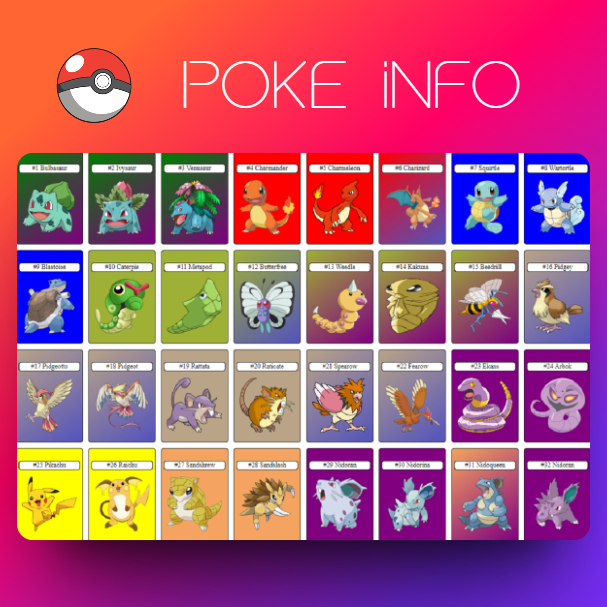 POKE iNFO
#1 Bulbasaur
#2 Ivysaur
#3 Venusaur
#4 Charmander
#5 Charmeleon
#6 Charizard
#7 Squirtle
#8 Wartortle
#9 Blastoise
#10 Caterpie
#11 Metapod
#12 Butterfree
#13 Weedle
#14 Kakuna
#15 Beedrill
#16 Pidgey
#17 Pidgeotto
#18 Pidgeot
#19 Rattata
#20 Raticate
#21 Spearow
#22 Fearow
#23 Ekans
#24 Arbok
#25 Pikachu
#26 Raichu
#27 Sandshrew
#28 Sandslash
#29 Nidoran
#30 Nidorina
#31 Nidoqueen
#32 Nidoran